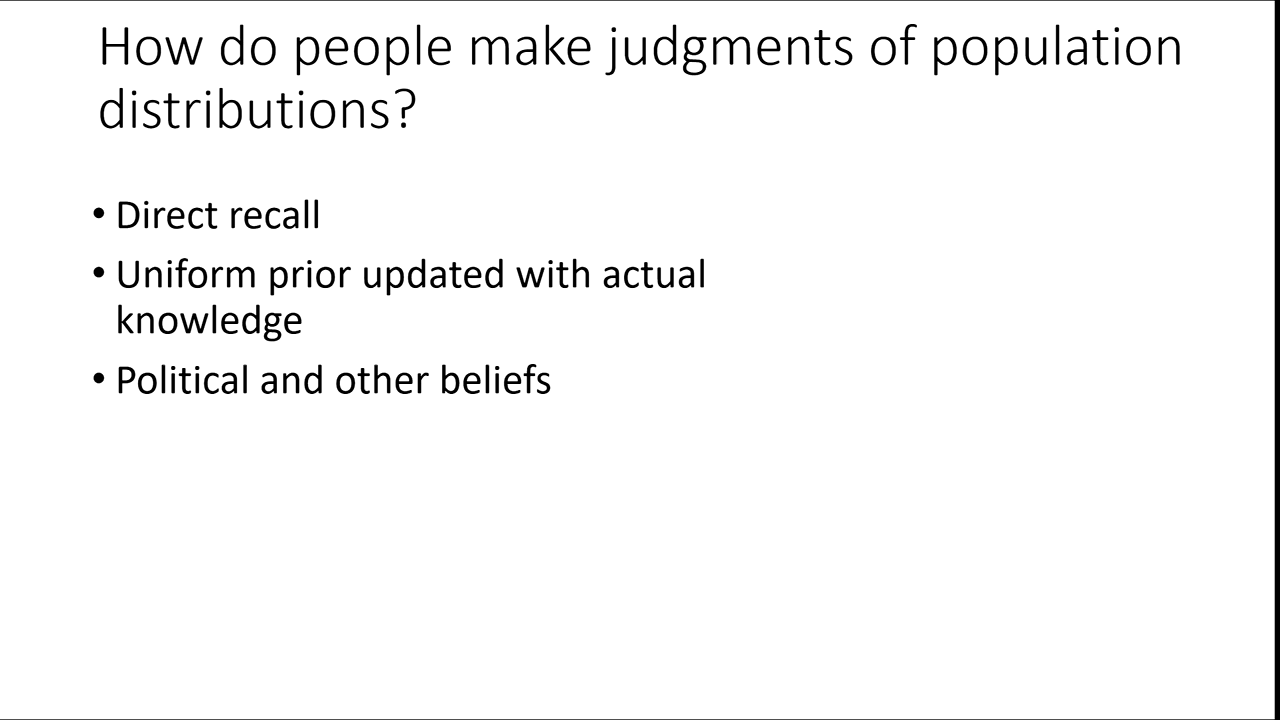 How do people make judgments of population
distributions?
• Direct recall
• Uniform prior updated with actual
knowledge
• Political and other beliefs